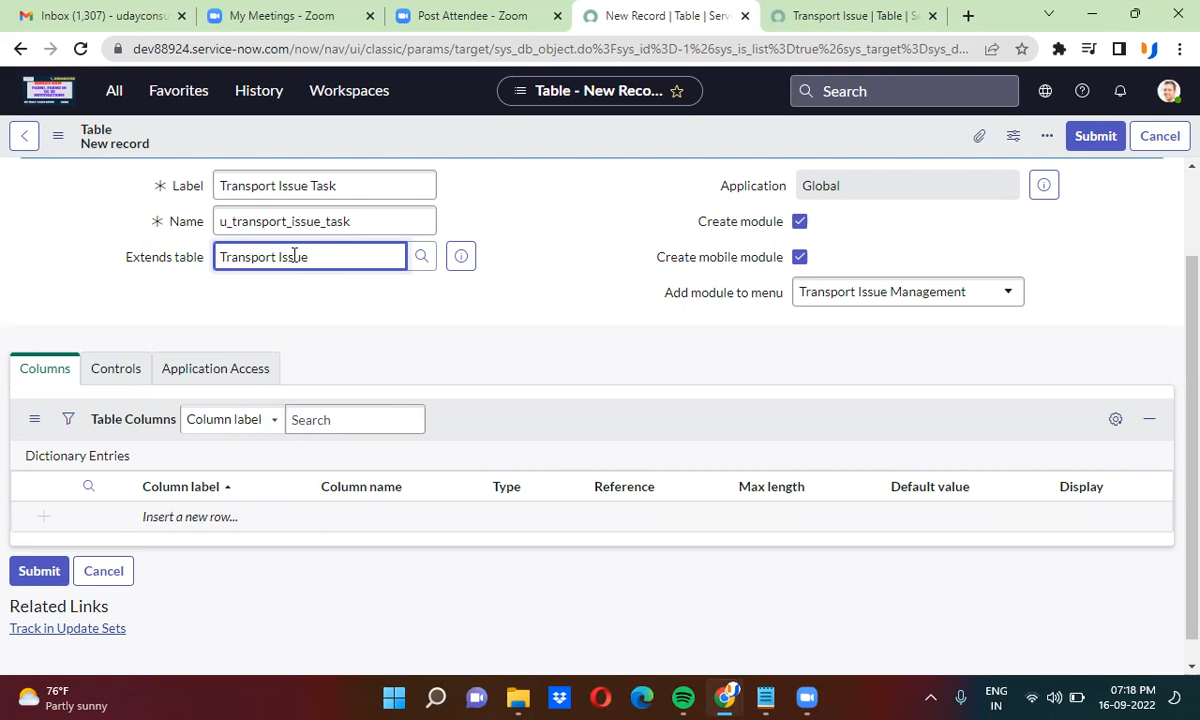 Inbox (1,307) - udayconsu
My Meetings - Zoom
Post Attendee - Zoom
New Record | Table | Serv
Transport Issue | Table | Se
dev88924.service-now.com/now/nav/ui/classic/params/target/sys_db_object.do%3Fsys_id%3D-1%26sys_is_list%3Dtrue%26sys_target%3Dsys_d...
All
Favorites
History
Workspaces
Table - New Reco...
Search
Table
New record
Submit
Cancel
Label
Transport Issue Task
Application
Global
Name
u_transport_issue_task
Create module
Extends table
Transport Issue
Create mobile module
Add module to menu
Transport Issue Management
Columns
Controls
Application Access
Table Columns
Column label
Search
Dictionary Entries
Column label
Column name
Type
Reference
Max length
Default value
Display
Insert a new row...
Submit
Cancel
Related Links
Track in Update Sets
76°F
Partly sunny
ENG
IN
07:18 PM
16-09-2022